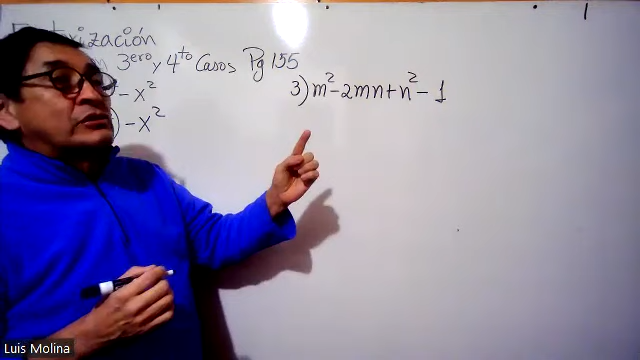 3ero y 4to Casos Pg 155
- x²
) - x²
3) m² - 2mn + n² - 1
Luis Molina